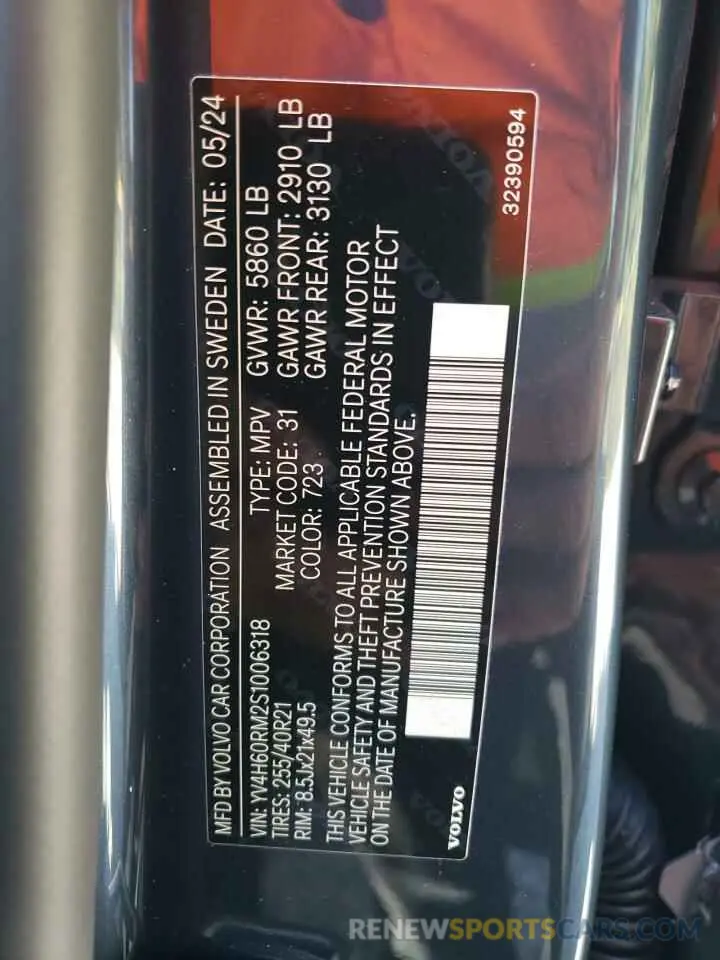 MFD BY VOLVO CAR CORPORATION ASSEMBLED IN SWEDEN DATE: 05/24
VIN: YV4H60RM2S1006318 TYPE: MPV GVWR: 5860 LB
TIRES: 255/40R21 MARKET CODE: 31 GAWR FRONT: 2910 LB
RIM: 8.5Jx21x49.5 COLOR: 723 GAWR REAR: 3130 LB
THIS VEHICLE CONFORMS TO ALL APPLICABLE FEDERAL MOTOR
VEHICLE SAFETY AND THEFT PREVENTION STANDARDS IN EFFECT
ON THE DATE OF MANUFACTURE SHOWN ABOVE.
VOLVO
32390594
RENEWSPORTSCARS.COM